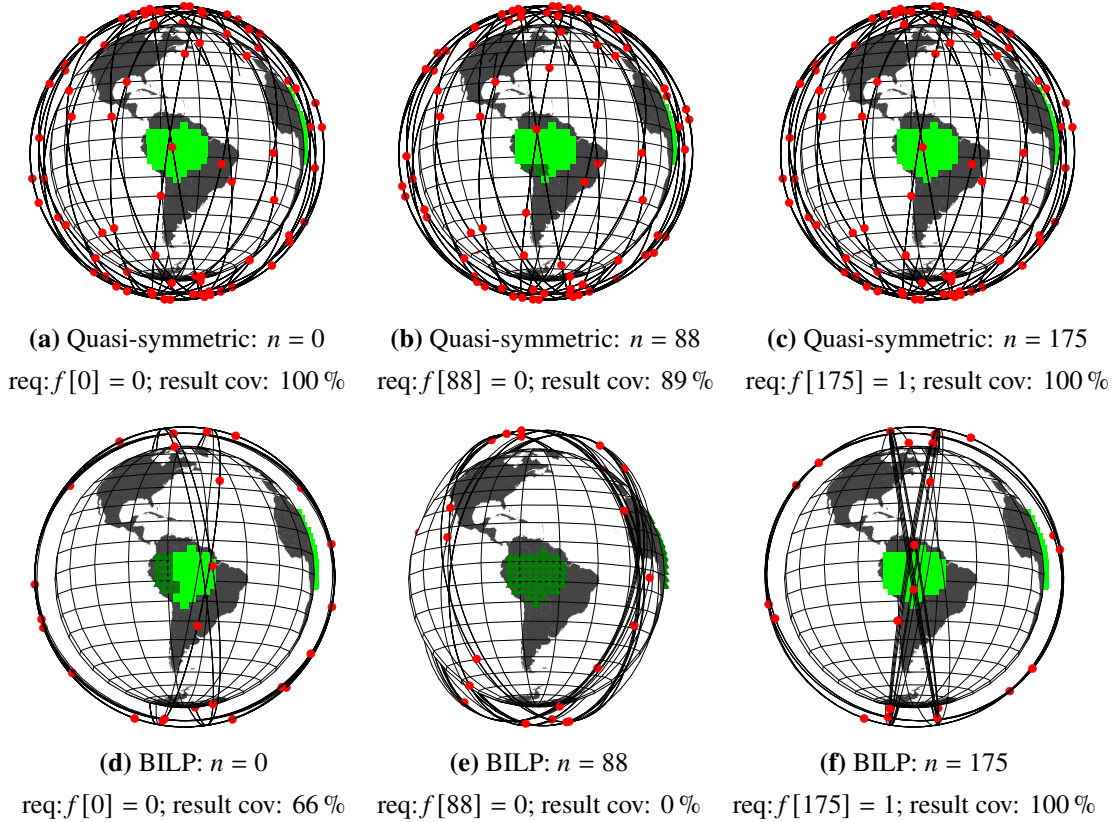 (a) Quasi-symmetric: n = 0
req: f[0] = 0; result cov: 100 %
(b) Quasi-symmetric: n = 88
req: f[88] = 0; result cov: 89 %
(c) Quasi-symmetric: n = 175
req: f[175] = 1; result cov: 100 %
(d) BILP: n = 0
req: f[0] = 0; result cov: 66 %
(e) BILP: n = 88
req: f[88] = 0; result cov: 0 %
(f) BILP: n = 175
req: f[175] = 1; result cov: 100 %